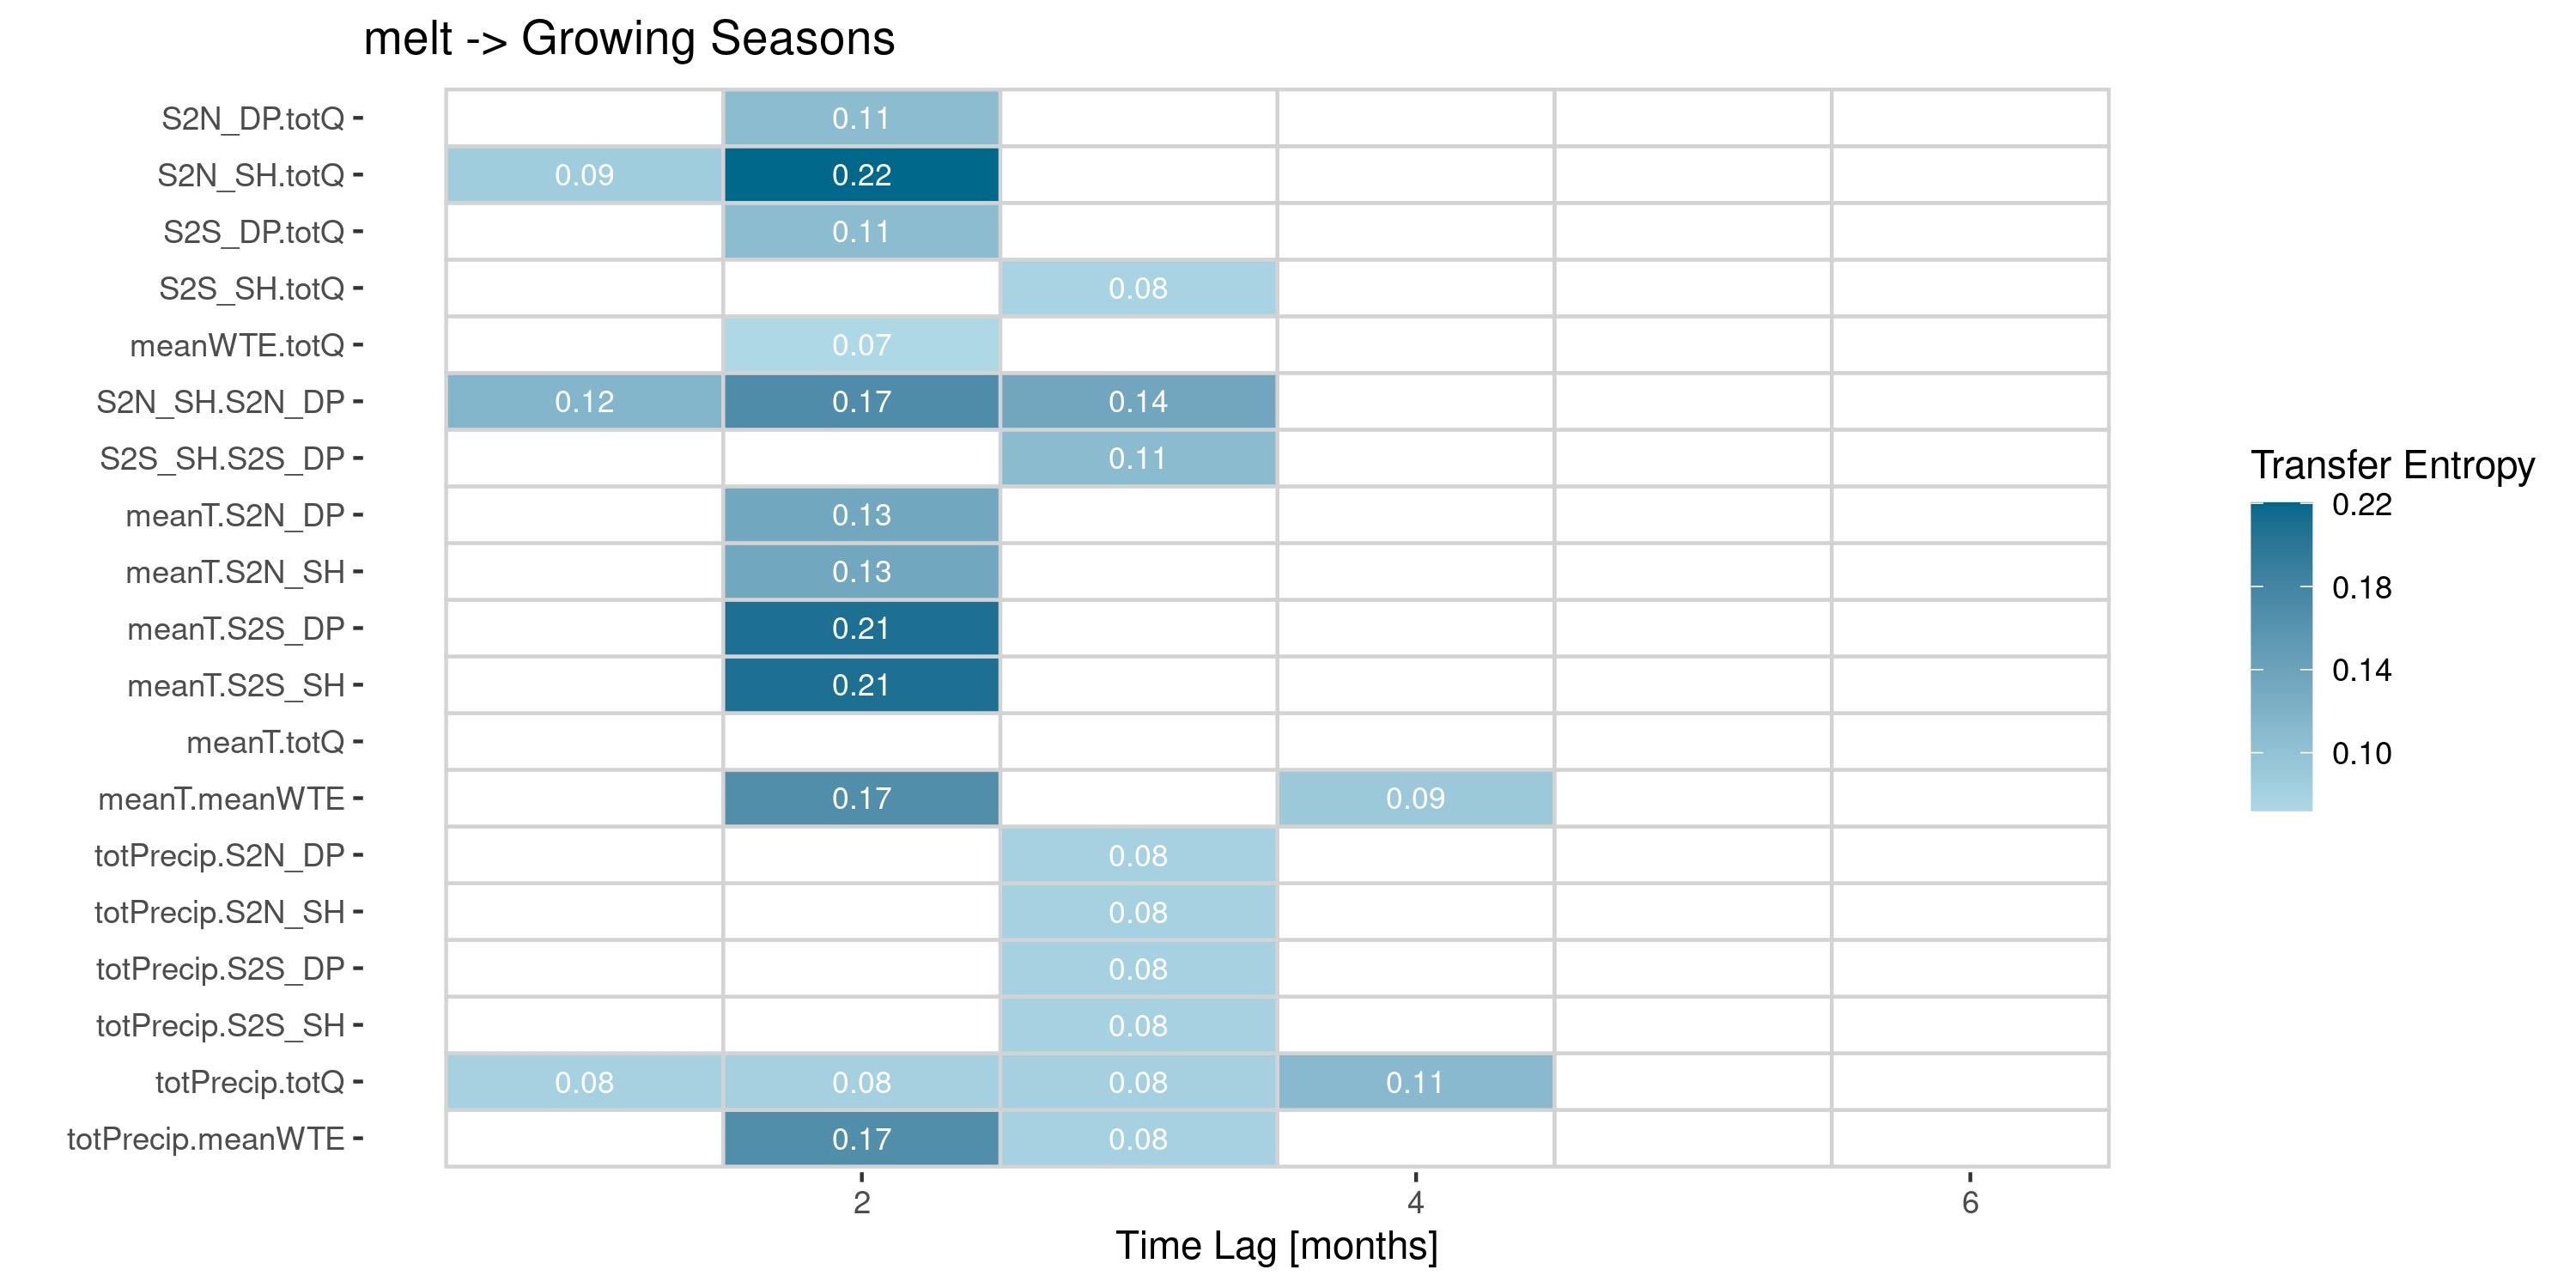 melt -> Growing Seasons
S2N_DP.totQ 0.11
S2N_SH.totQ 0.09 0.22
S2S_DP.totQ 0.11
S2S_SH.totQ 0.08
meanWTE.totQ 0.07
S2N_SH.S2N_DP 0.12 0.17 0.14
S2S_SH.S2S_DP 0.11
meanT.S2N_DP 0.13
meanT.S2N_SH 0.13
meanT.S2S_DP 0.21
meanT.S2S_SH 0.21
meanT.totQ
meanT.meanWTE 0.17 0.09
totPrecip.S2N_DP 0.08
totPrecip.S2N_SH 0.08
totPrecip.S2S_DP 0.08
totPrecip.S2S_SH 0.08
totPrecip.totQ 0.08 0.08 0.08 0.11
totPrecip.meanWTE 0.17 0.08
2 4 6
Time Lag [months]
Transfer Entropy
0.22
0.18
0.14
0.10